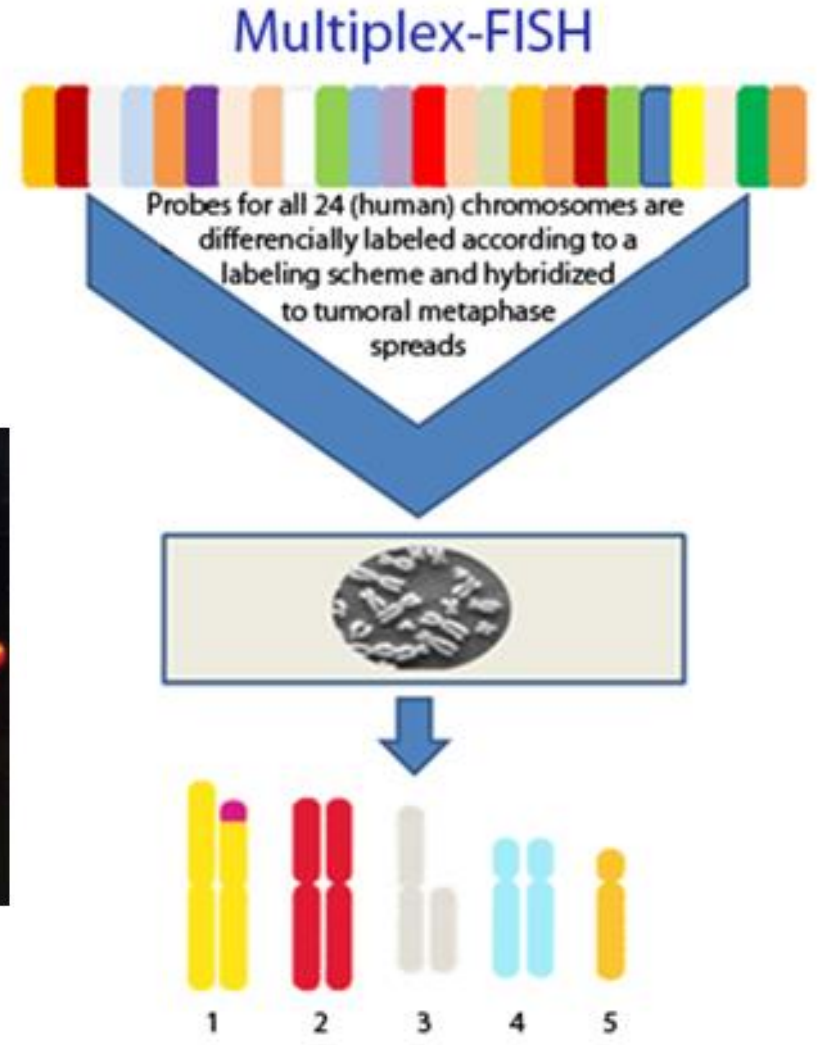 Multiplex-FISH
Probes for all 24 (human) chromosomes are
differencially labeled according to a
labeling scheme and hybridized
to tumoral metaphase
spreads
1 2 3 4 5